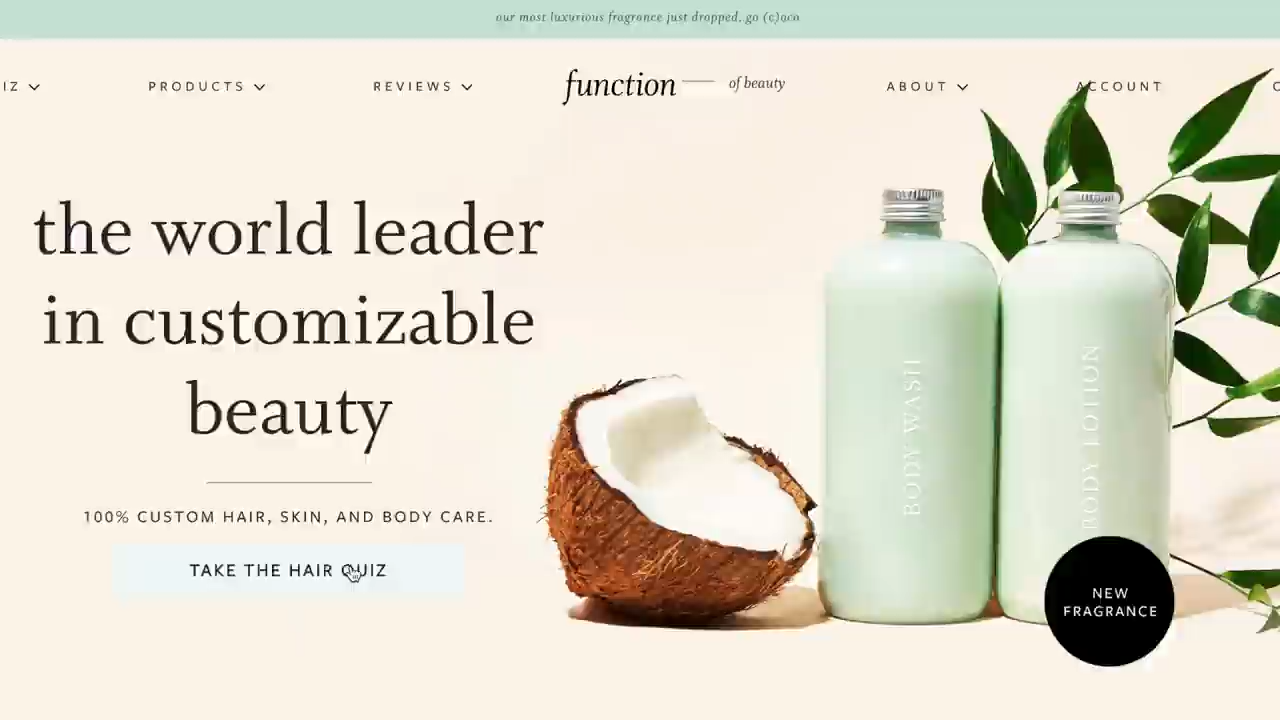 our most luxurious fragrance just dropped, go (c)oco
IZ
PRODUCTS
REVIEWS
function of beauty
ABOUT
ACCOUNT
the world leader
in customizable
beauty
100% CUSTOM HAIR, SKIN, AND BODY CARE.
TAKE THE HAIR QUIZ
BODY WASH
BODY LOTION
NEW
FRAGRANCE